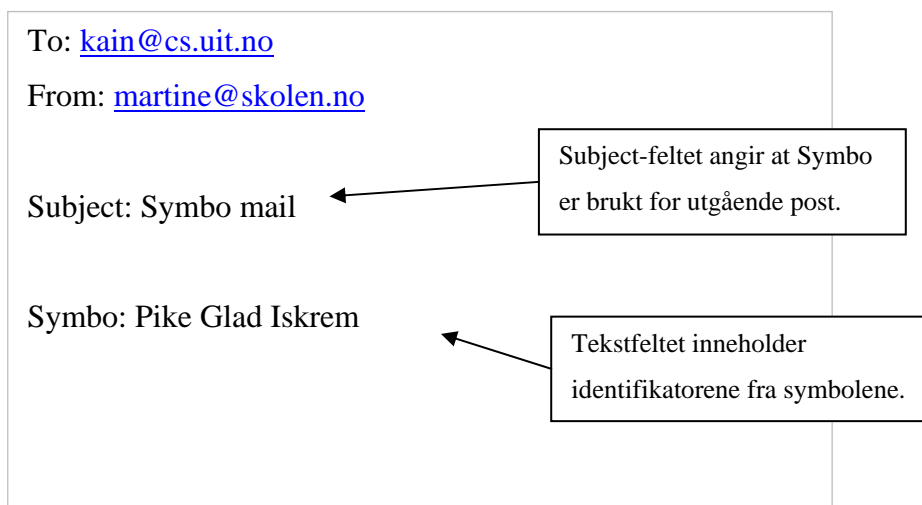 To: kain@cs.uit.no
From: martine@skolen.no
Subject-feltet angir at Symbo
er brukt for utgående post.
Subject: Symbo mail
Symbo: Pike Glad Iskrem
Tekstfeltet inneholder
identifikatorene fra symbolene.